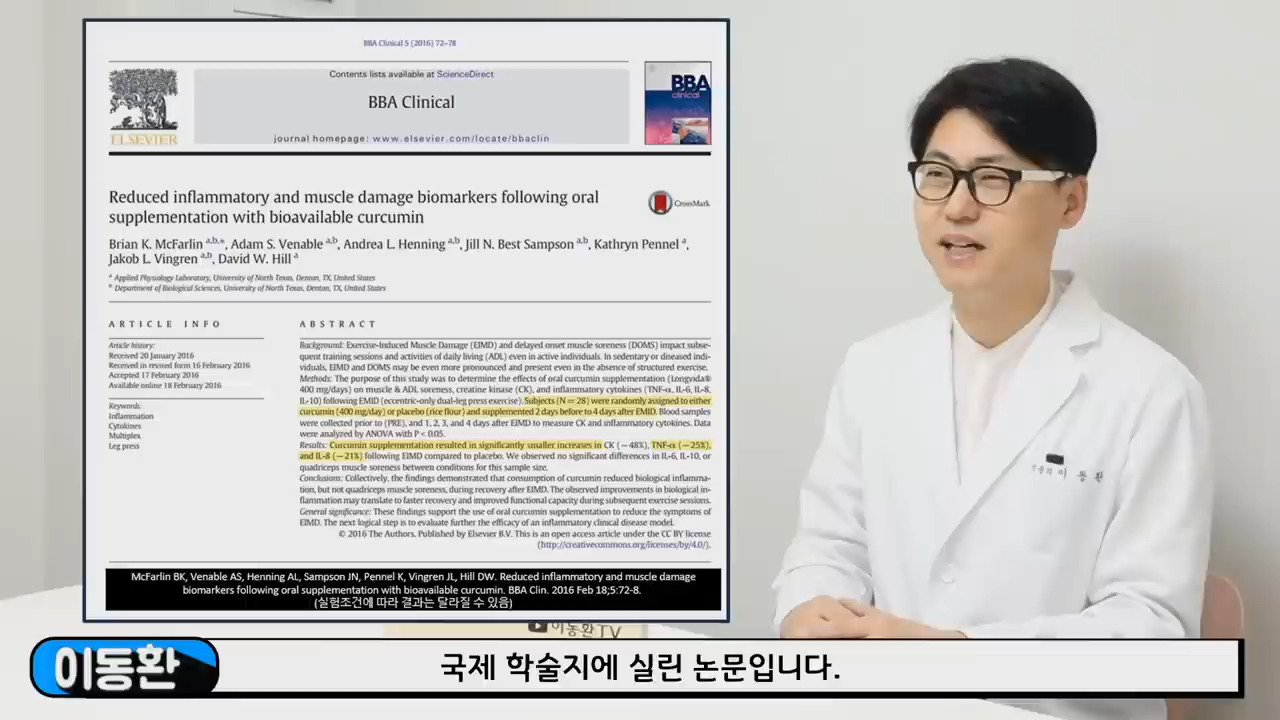 BBA Clinical 5 (2016) 72–78
Contents lists available at ScienceDirect
BBA Clinical
journal homepage: www.elsevier.com/locate/bbaclin
ELSEVIER
BBA
clinical
Reduced inflammatory and muscle damage biomarkers following oral
supplementation with bioavailable curcumin
CrossMark
Brian K. McFarlin a,b,*, Adam S. Venable a,b, Andrea L. Henning a,b, Jill N. Best Sampson a,b, Kathryn Pennel a,
Jakob L. Vingren a,b, David W. Hill a
a Applied Physiology Laboratory, University of North Texas, Denton, TX, United States
b Department of Biological Sciences, University of North Texas, Denton, TX, United States
ARTICLE INFO
Article history:
Received 20 January 2016
Received in revised form 16 February 2016
Accepted 17 February 2016
Available online 18 February 2016
Keywords:
Inflammation
Cytokines
Multiplex
Leg press
ABSTRACT
Background: Exercise-Induced Muscle Damage (EIMD) and delayed onset muscle soreness (DOMS) impact subse-
quent training sessions and activities of daily living (ADL) even in active individuals. In sedentary or diseased indi-
viduals, EIMD and DOMS may be even more pronounced and present even in the absence of structured exercise.
Methods: The purpose of this study was to determine the effects of oral curcumin supplementation (Longvida®
400 mg/days) on muscle & ADL soreness, creatine kinase (CK), and inflammatory cytokines (TNF-α, IL-6, IL-8,
IL-10) following EMID (eccentric-only dual-leg press exercise). Subjects (N = 28) were randomly assigned to either
curcumin (400 mg/day) or placebo (rice flour) and supplemented 2 days before to 4 days after EMID. Blood samples
were collected prior to (PRE), and 1, 2, 3, and 4 days after EIMD to measure CK and inflammatory cytokines. Data
were analyzed by ANOVA with P < 0.05.
Results: Curcumin supplementation resulted in significantly smaller increases in CK (−48%), TNF-α (−25%),
and IL-8 (−21%) following EIMD compared to placebo. We observed no significant differences in IL-6, IL-10, or
quadriceps muscle soreness between conditions for this sample size.
Conclusions: Collectively, the findings demonstrated that consumption of curcumin reduced biological inflamma-
tion, but not quadriceps muscle soreness, during recovery after EIMD. The observed improvements in biological in-
flammation may translate to faster recovery and improved functional capacity during subsequent exercise sessions.
General significance: These findings support the use of oral curcumin supplementation to reduce the symptoms of
EIMD. The next logical step is to evaluate further the efficacy of an inflammatory clinical disease model.
© 2016 The Authors. Published by Elsevier B.V. This is an open access article under the CC BY license
(http://creativecommons.org/licenses/by/4.0/).
McFarlin BK, Venable AS, Henning AL, Sampson JN, Pennel K, Vingren JL, Hill DW. Reduced inflammatory and muscle damage
biomarkers following oral supplementation with bioavailable curcumin. BBA Clin. 2016 Feb 18;5:72-8.
(실험조건에 따라 결과는 달라질 수 있음)
이동환
이동환TV
이동환
국제 학술지에 실린 논문입니다.